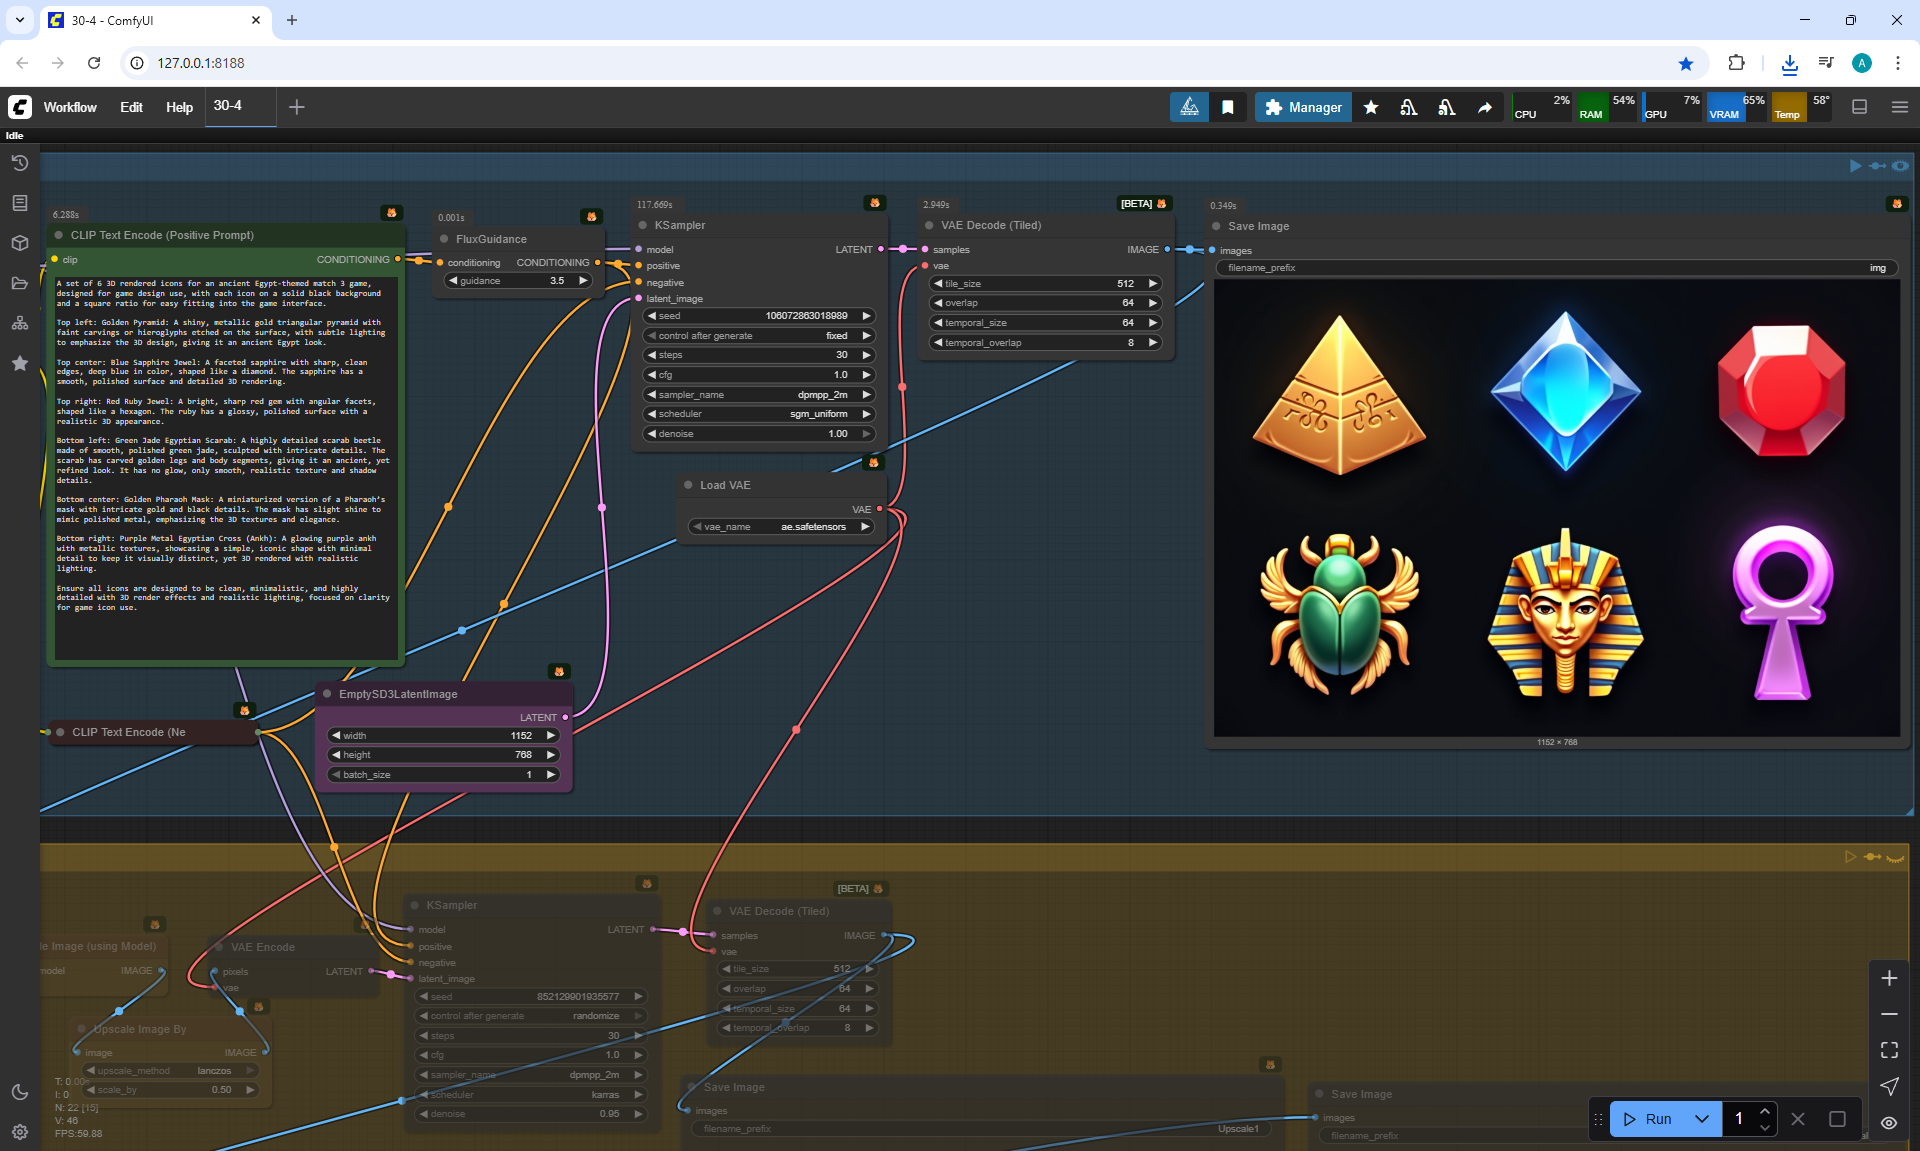 30-4 - ComfyUI
127.0.0.1:8188
A
Workflow
Edit
Help
30-4
Manager
CPU 2%
RAM 54%
GPU 7%
VRAM 65%
Temp 58°
Idle
6.288s
CLIP Text Encode (Positive Prompt)
clip
CONDITIONING
A set of 6 3D rendered icons for an ancient Egypt-themed match 3 game,
designed for game design use, with each icon on a solid black background
and a square ratio for easy fitting into the game interface.
Top left: Golden Pyramid: A shiny, metallic gold triangular pyramid with
faint carvings or hieroglyphs etched on the surface, with subtle lighting
to emphasize the 3D design, giving it an ancient Egypt look.
Top center: Blue Sapphire Jewel: A faceted sapphire with sharp, clean
edges, deep blue in color, shaped like a diamond. The sapphire has a
smooth, polished surface and detailed 3D rendering.
Top right: Red Ruby Jewel: A bright, sharp red gem with angular facets,
shaped like a hexagon. The ruby has a glossy, polished surface with a
realistic 3D appearance.
Bottom left: Green Jade Egyptian Scarab: A highly detailed scarab beetle
made of smooth, polished green jade, sculpted with intricate details. The
scarab has carved golden legs and body segments, giving it an ancient, yet
refined look. It has no glow, only smooth, realistic texture and shadow
details.
Bottom center: Golden Pharaoh Mask: A miniaturized version of a Pharaoh's
mask with intricate gold and black details. The mask has slight shine to
mimic polished metal, emphasizing the 3D textures and elegance.
Bottom right: Purple Metal Egyptian Cross (Ankh): A glowing purple ankh
with metallic textures, showcasing a simple, iconic shape with minimal
detail to keep it visually distinct, yet 3D rendered with realistic
lighting.
Ensure all icons are designed to be clean, minimalistic, and highly
detailed with 3D render effects and realistic lighting, focused on clarity
for game icon use.
0.001s
FluxGuidance
conditioning
CONDITIONING
guidance 3.5
117.669s
KSampler
model
LATENT
positive
negative
latent_image
seed 106072863018989
control after generate fixed
steps 30
cfg 1.0
sampler_name dpmpp_2m
scheduler sgm_uniform
denoise 1.00
2.949s
[BETA]
VAE Decode (Tiled)
samples
IMAGE
vae
tile_size 512
overlap 64
temporal_size 64
temporal_overlap 8
0.349s
Save Image
images
filename_prefix img
1152 × 768
Load VAE
VAE
vae_name ae.safetensors
EmptySD3LatentImage
LATENT
width 1152
height 768
batch_size 1
CLIP Text Encode (Ne
le Image (using Model)
model
IMAGE
VAE Encode
pixels
LATENT
vae
Upscale Image By
image
IMAGE
upscale_method lanczos
scale_by 0.50
T: 0.00s
I: 0
N: 22 [15]
V: 46
FPS:59.88
KSampler
model
LATENT
positive
negative
latent_image
seed 852129901935577
control after generate randomize
steps 30
cfg 1.0
sampler_name dpmpp_2m
scheduler karras
denoise 0.95
[BETA]
VAE Decode (Tiled)
samples
IMAGE
vae
tile_size 512
overlap 64
temporal_size 64
temporal_overlap 8
Save Image
images
filename_prefix Upscale1
Save Image
images
filename_prefix
Run
1